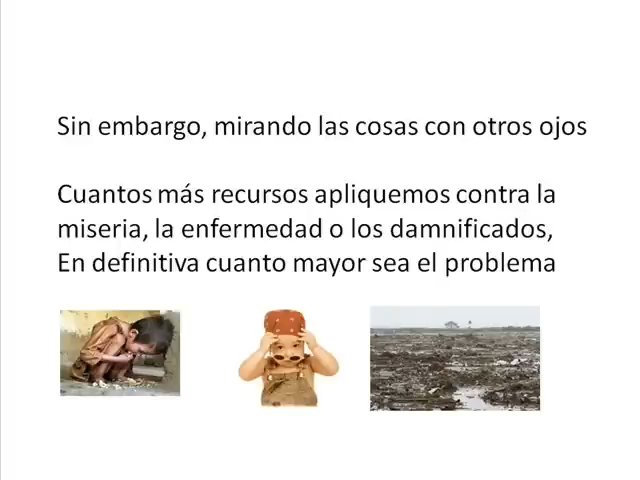 Sin embargo, mirando las cosas con otros ojos
Cuantos más recursos apliquemos contra la
miseria, la enfermedad o los damnificados,
En definitiva cuanto mayor sea el problema